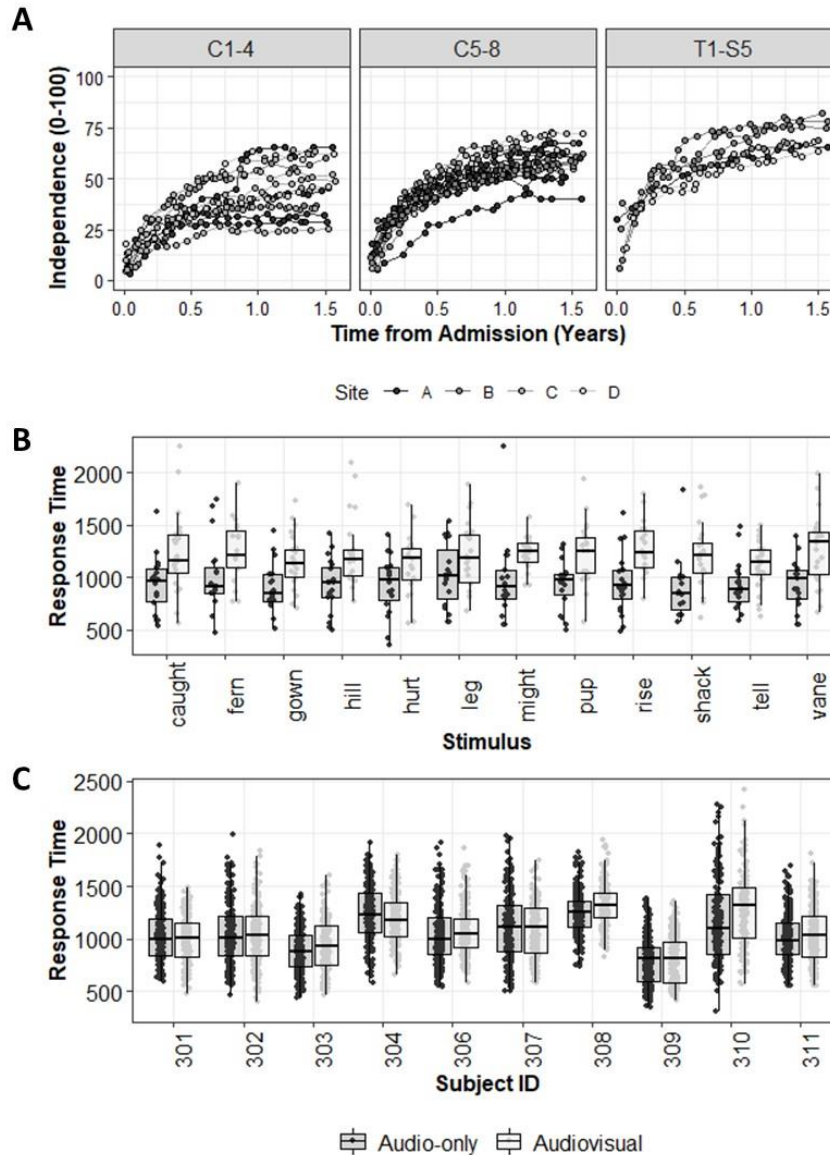 A
C1-4 C5-8 T1-S5
Independence (0-100)
100
75
50
25
0
0.0 0.5 1.0 1.5 0.0 0.5 1.0 1.5 0.0 0.5 1.0 1.5
Time from Admission (Years)
Site A B C D
B
Response Time
2000
1500
1000
500
caught fern gown hill hurt leg might pup rise shack tell vane
Stimulus
C
Response Time
2500
2000
1500
1000
500
301 302 303 304 306 307 308 309 310 311
Subject ID
Audio-only Audiovisual